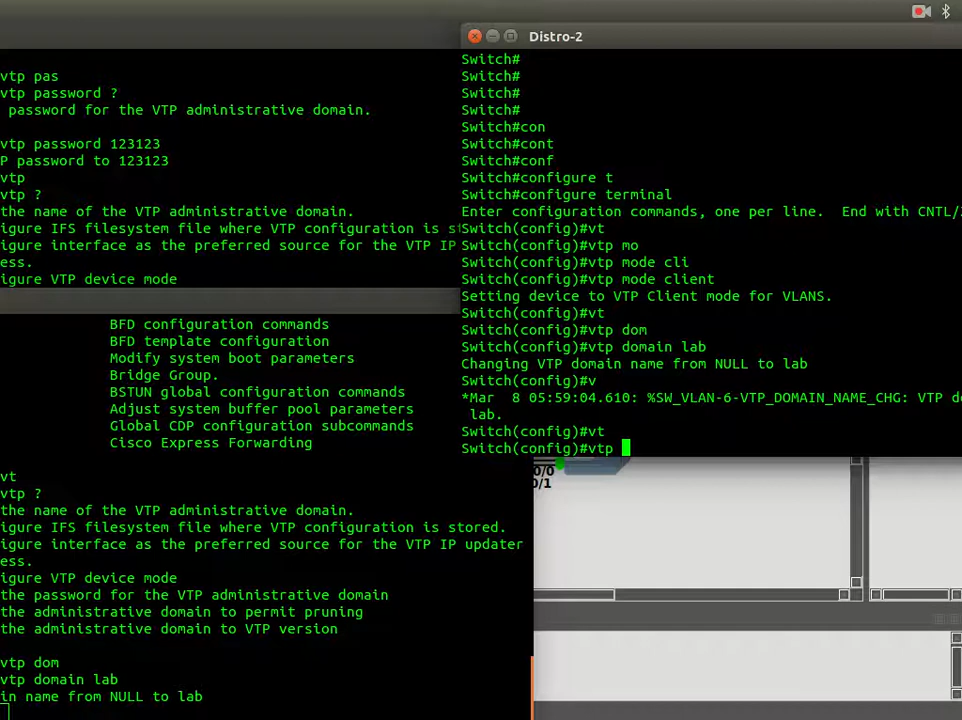 vtp pas
vtp password ?
password for the VTP administrative domain.
vtp password 123123
P password to 123123
vtp
vtp ?
the name of the VTP administrative domain.
igure IFS filesystem file where VTP configuration is st
igure interface as the preferred source for the VTP IP
ess.
igure VTP device mode
BFD configuration commands
BFD template configuration
Modify system boot parameters
Bridge Group.
BSTUN global configuration commands
Adjust system buffer pool parameters
Global CDP configuration subcommands
Cisco Express Forwarding
vt
vtp ?
the name of the VTP administrative domain.
igure IFS filesystem file where VTP configuration is stored.
igure interface as the preferred source for the VTP IP updater
ess.
igure VTP device mode
the password for the VTP administrative domain
the administrative domain to permit pruning
the administrative domain to VTP version
vtp dom
vtp domain lab
in name from NULL to lab
Distro-2
Switch#
Switch#
Switch#
Switch#
Switch#con
Switch#cont
Switch#conf
Switch#configure t
Switch#configure terminal
Enter configuration commands, one per line.  End with CNTL/
Switch(config)#vt
Switch(config)#vtp mo
Switch(config)#vtp mode cli
Switch(config)#vtp mode client
Setting device to VTP Client mode for VLANS.
Switch(config)#vt
Switch(config)#vtp dom
Switch(config)#vtp domain lab
Changing VTP domain name from NULL to lab
Switch(config)#v
*Mar  8 05:59:04.610: %SW_VLAN-6-VTP_DOMAIN_NAME_CHG: VTP do
lab.
Switch(config)#vt
Switch(config)#vtp
0/0
0/1